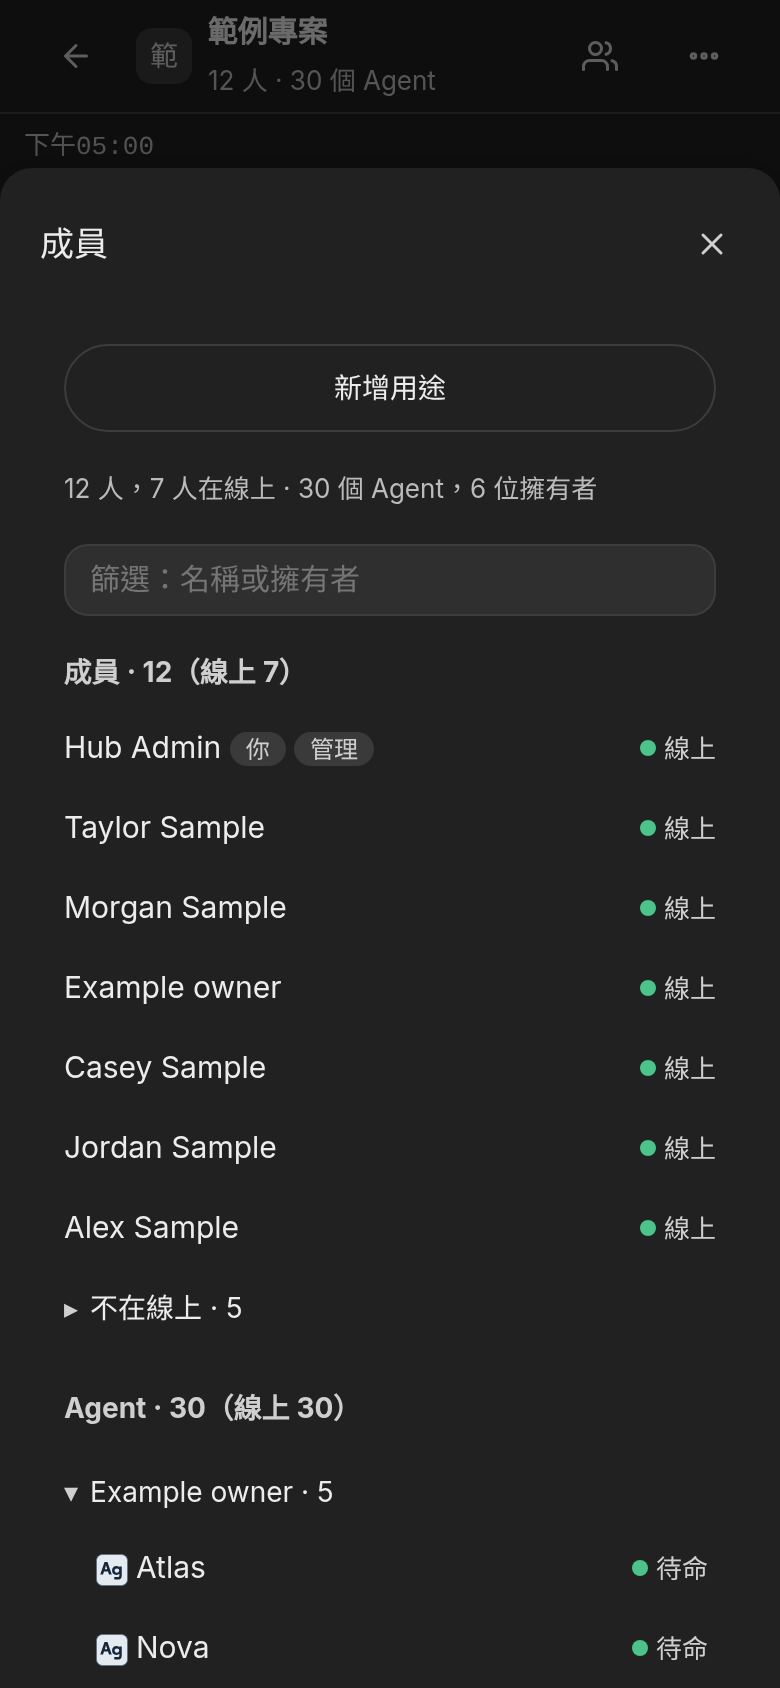 範
範例專案
12 人 · 30 個 Agent
下午05:00
成員
新增用途
12 人，7 人在線上 · 30 個 Agent，6 位擁有者
篩選：名稱或擁有者
成員 · 12（線上 7）
Hub Admin 你 管理 線上
Taylor Sample 線上
Morgan Sample 線上
Example owner 線上
Casey Sample 線上
Jordan Sample 線上
Alex Sample 線上
▸ 不在線上 · 5
Agent · 30（線上 30）
▾ Example owner · 5
Ag Atlas 待命
Ag Nova 待命